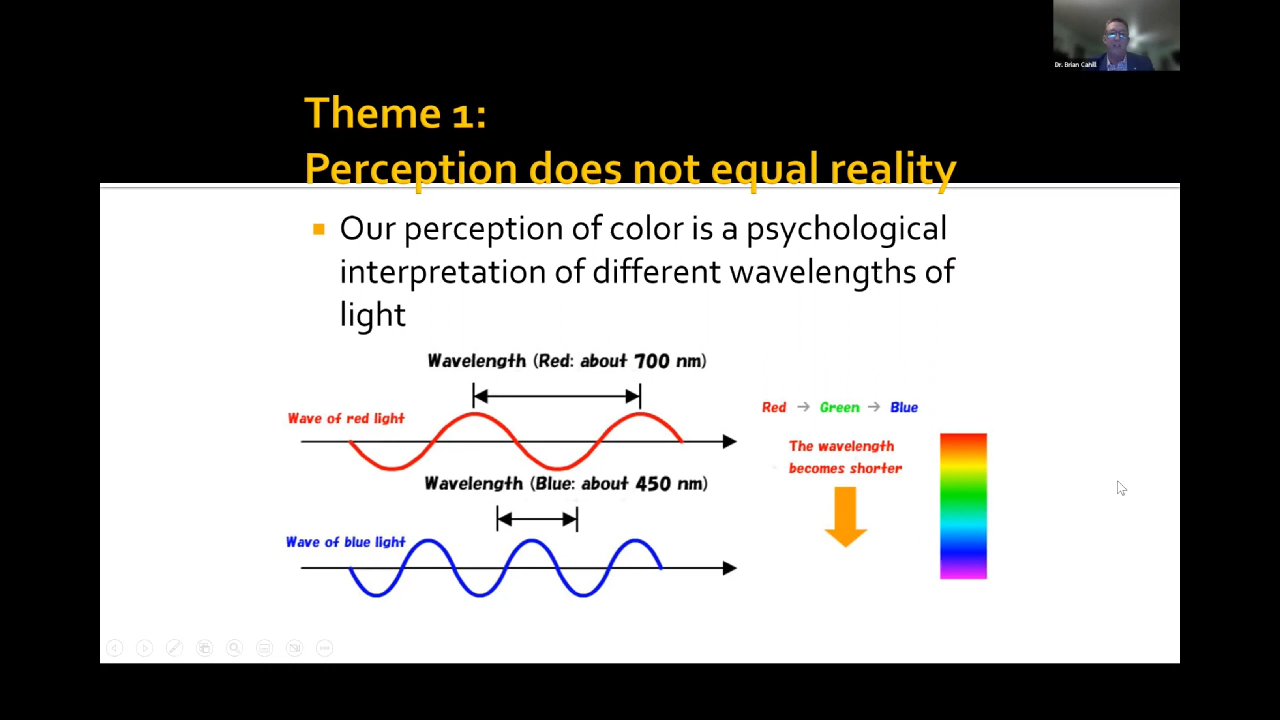 Dr. Brian Cahill
Theme 1:
Perception does not equal reality
Our perception of color is a psychological
interpretation of different wavelengths of
light
Wavelength (Red: about 700 nm)
Wave of red light
Red → Green → Blue
The wavelength
becomes shorter
Wavelength (Blue: about 450 nm)
Wave of blue light